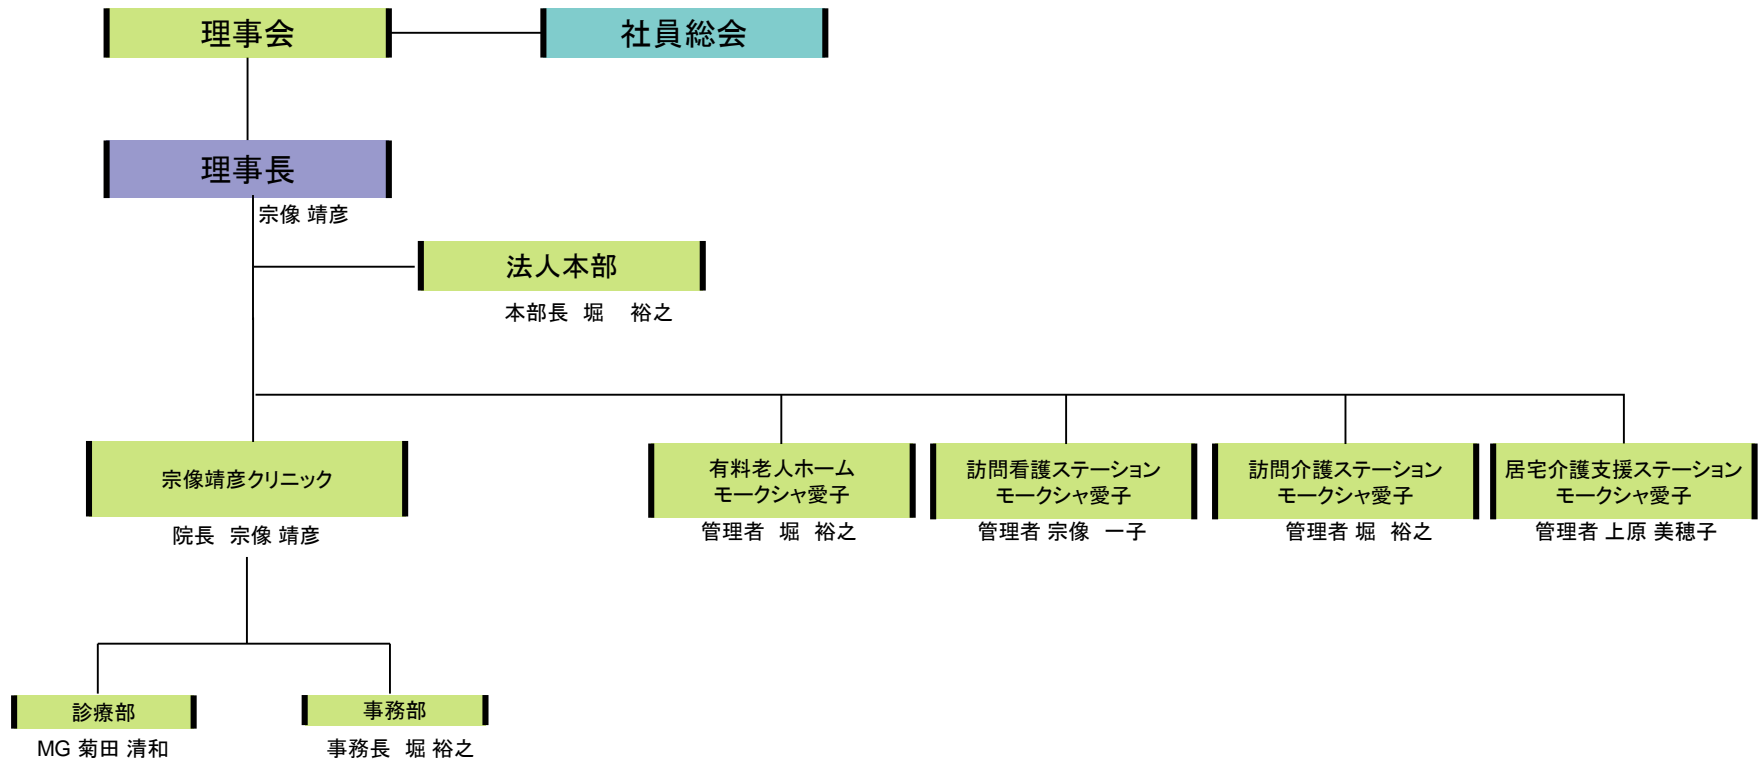 理事会
社員総会
理事長
宗像 靖彦
法人本部
本部長 堀 裕之
宗像靖彦クリニック
院長 宗像 靖彦
有料老人ホーム
モークシャ愛子
管理者 堀 裕之
訪問看護ステーション
モークシャ愛子
管理者 宗像 一子
訪問介護ステーション
モークシャ愛子
管理者 堀 裕之
居宅介護支援ステーション
モークシャ愛子
管理者 上原 美穂子
診療部
MG 菊田 清和
事務部
事務長 堀 裕之